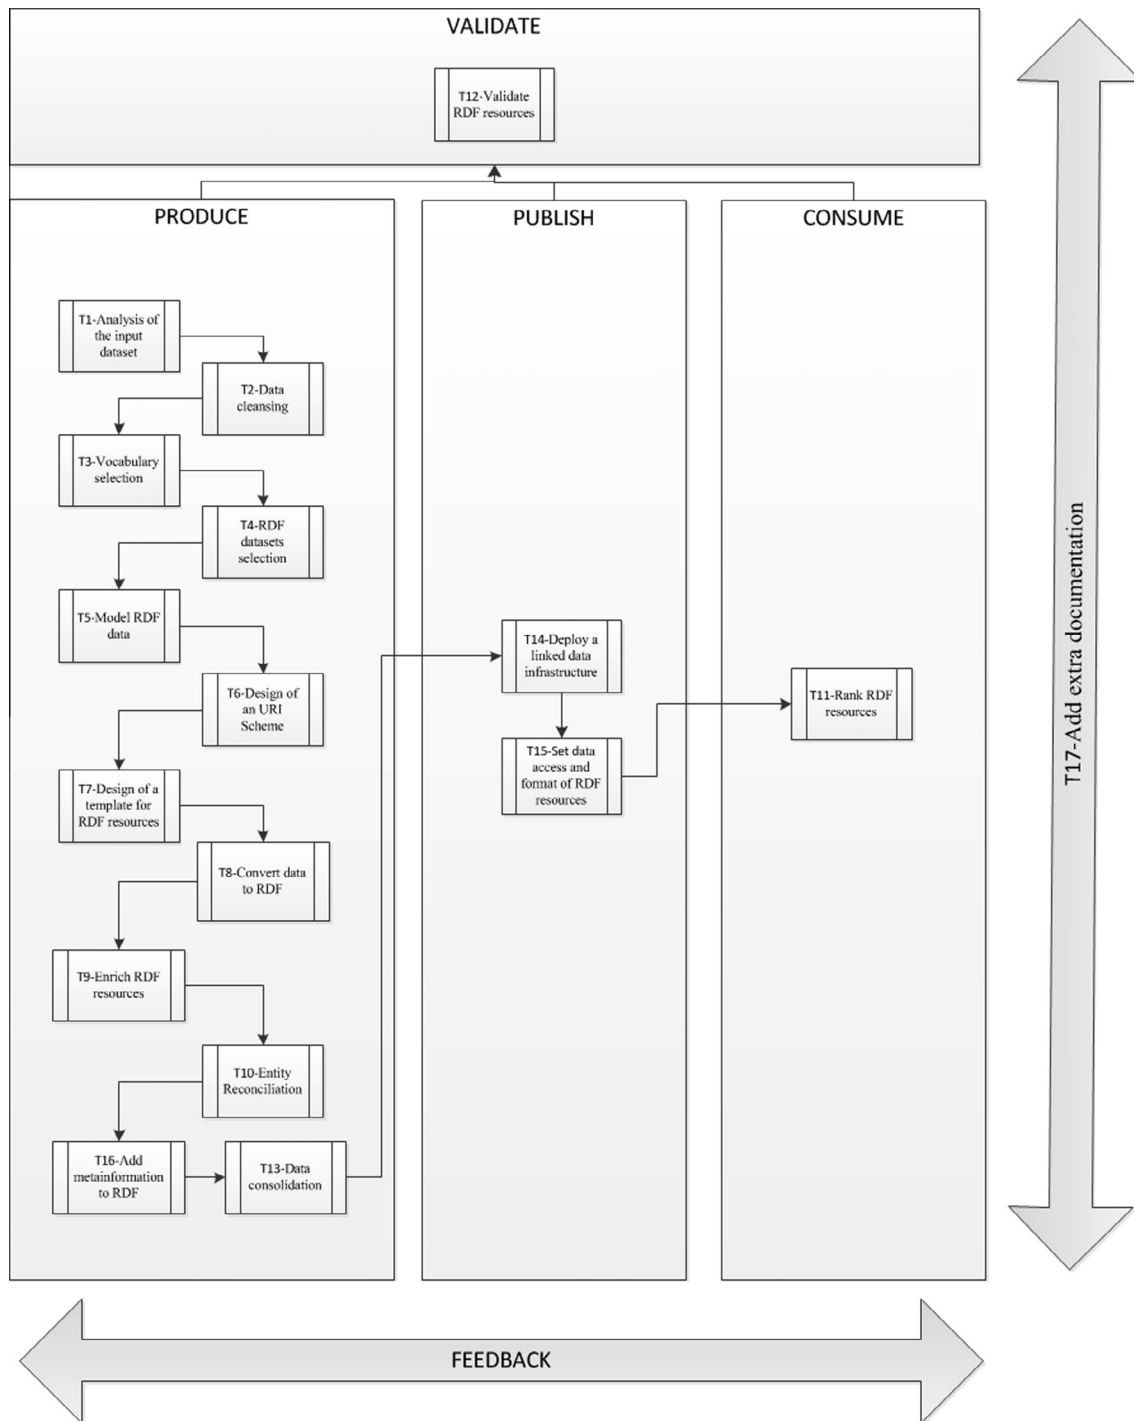 VALIDATE
T12-Validate
RDF resources
PRODUCE
T1-Analysis of
the input
dataset
T2-Data
cleansing
T3-Vocabulary
selection
T4-RDF
datasets
selection
T5-Model RDF
data
T6-Design of
an URI
Scheme
T7-Design of a
template for
RDF resources
T8-Convert data
to RDF
T9-Enrich RDF
resources
T10-Entity
Reconciliation
T16-Add
metainformation
to RDF
T13-Data
consolidation
PUBLISH
T14-Deploy a
linked data
infrastructure
T15-Set data
access and
format of RDF
resources
CONSUME
T11-Rank RDF
resources
T17-Add extra documentation
FEEDBACK